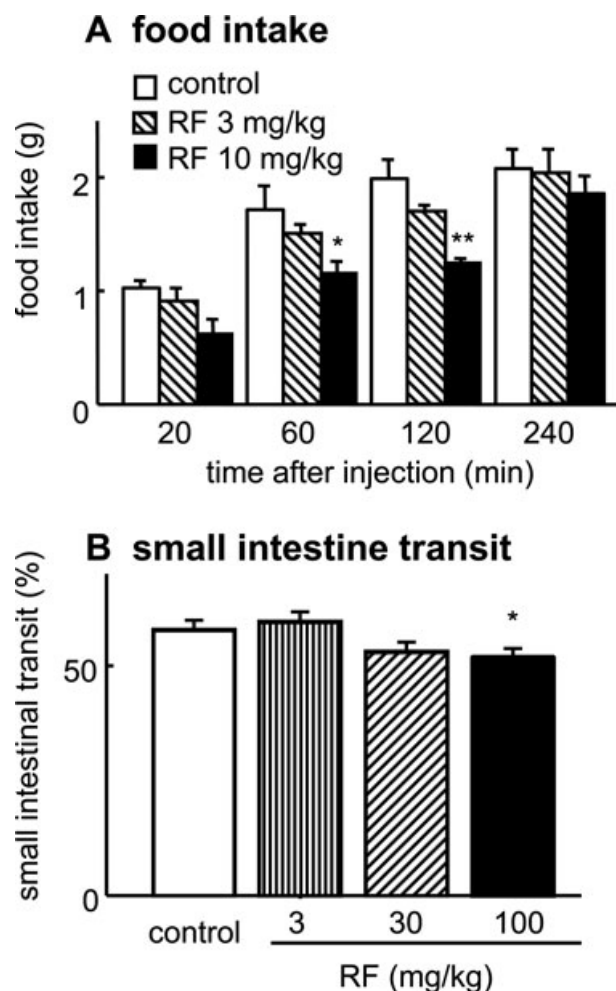 A food intake
control
RF 3 mg/kg
RF 10 mg/kg
food intake (g)
2
1
0
*
**
20 60 120 240
time after injection (min)
B small intestine transit
small intestinal transit (%)
50
0
*
control 3 30 100
RF (mg/kg)